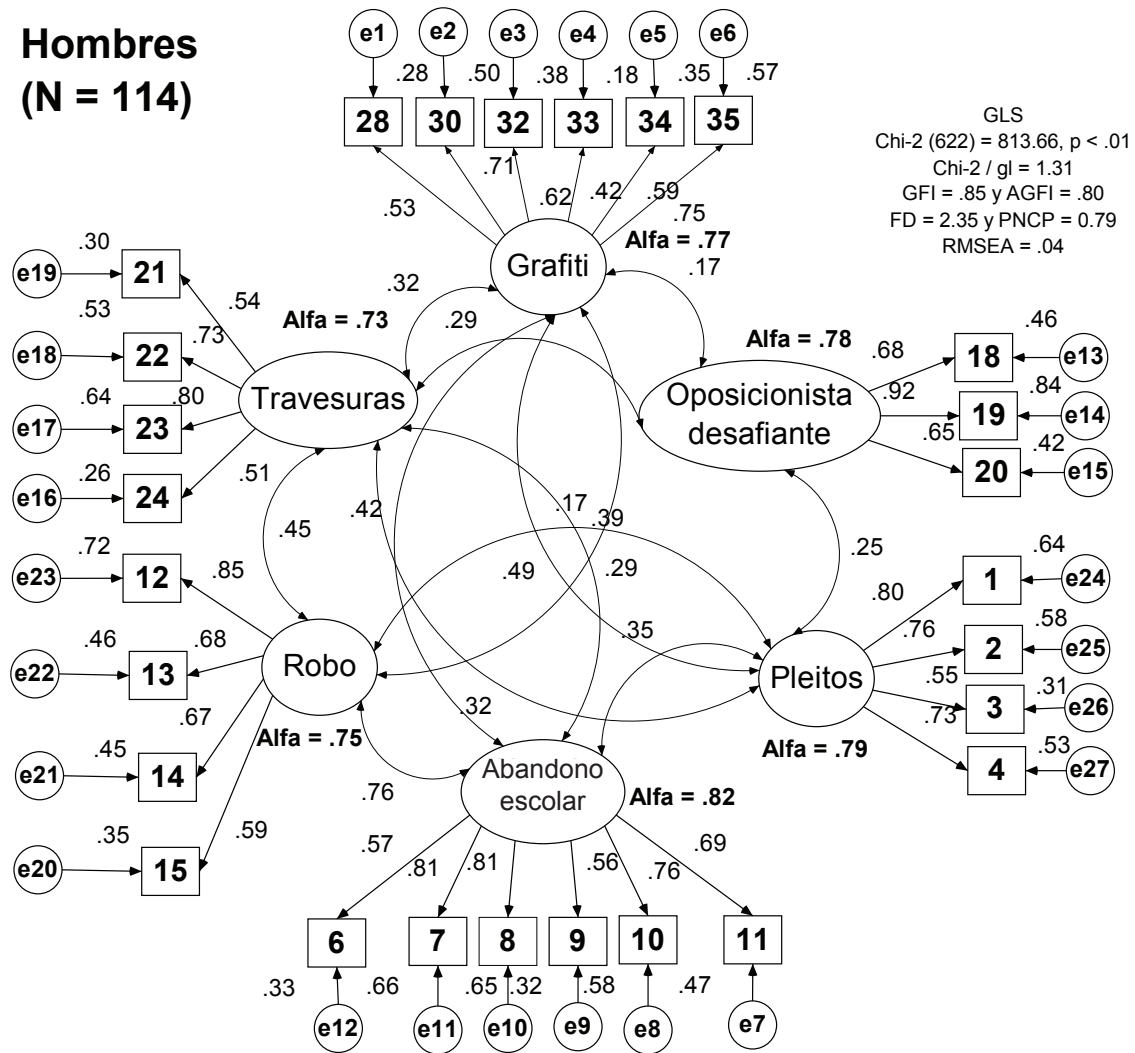 Hombres
(N = 114)
e1 e2 e3 e4 e5 e6
.28 .50 .38 .18 .35 .57
28 30 32 33 34 35
GLS
Chi-2 (622) = 813.66, p < .01
Chi-2 / gl = 1.31
GFI = .85 y AGFI = .80
FD = 2.35 y PNCP = 0.79
RMSEA = .04
.53 .71 .62 .42 .59 .75
Alfa = .77
Grafiti
.30
e19 21
.54
.32 .29 .17
Alfa = .73
.53
e18 22
.73
Travesuras
.64
e17 23
.80
.26
e16 24
.51
Alfa = .78
Oposicionista
desafiante
.68
18
.46
e13
.92
19
.84
e14
.65
20
.42
e15
.45 .42 .17 .39 .49 .29 .35 .25
.72
e23 12
.85
.46
e22 13
.68
Robo
.45
e21 14
.67
Alfa = .75
.35
e20 15
.59
.80
1
.64
e24
.76
2
.58
e25
Pleitos
.55
3
.31
e26
.73
4
.53
e27
Alfa = .79
.32
.76
Abandono
escolar
Alfa = .82
.57 .81 .81 .56 .76 .69
6 7 8 9 10 11
.33 .66 .65 .32 .58 .47
e12 e11 e10 e9 e8 e7